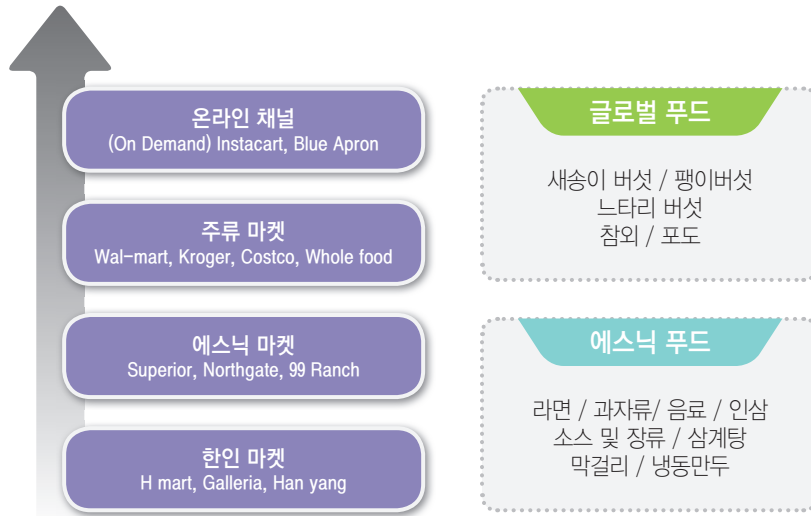 온라인 채널
(On Demand) Instacart, Blue Apron
주류 마켓
Wal-mart, Kroger, Costco, Whole food
에스닉 마켓
Superior, Northgate, 99 Ranch
한인 마켓
H mart, Galleria, Han yang
글로벌 푸드
새송이 버섯 / 팽이버섯
느타리 버섯
참외 / 포도
에스닉 푸드
라면 / 과자류/ 음료 / 인삼
소스 및 장류 / 삼계탕
막걸리 / 냉동만두